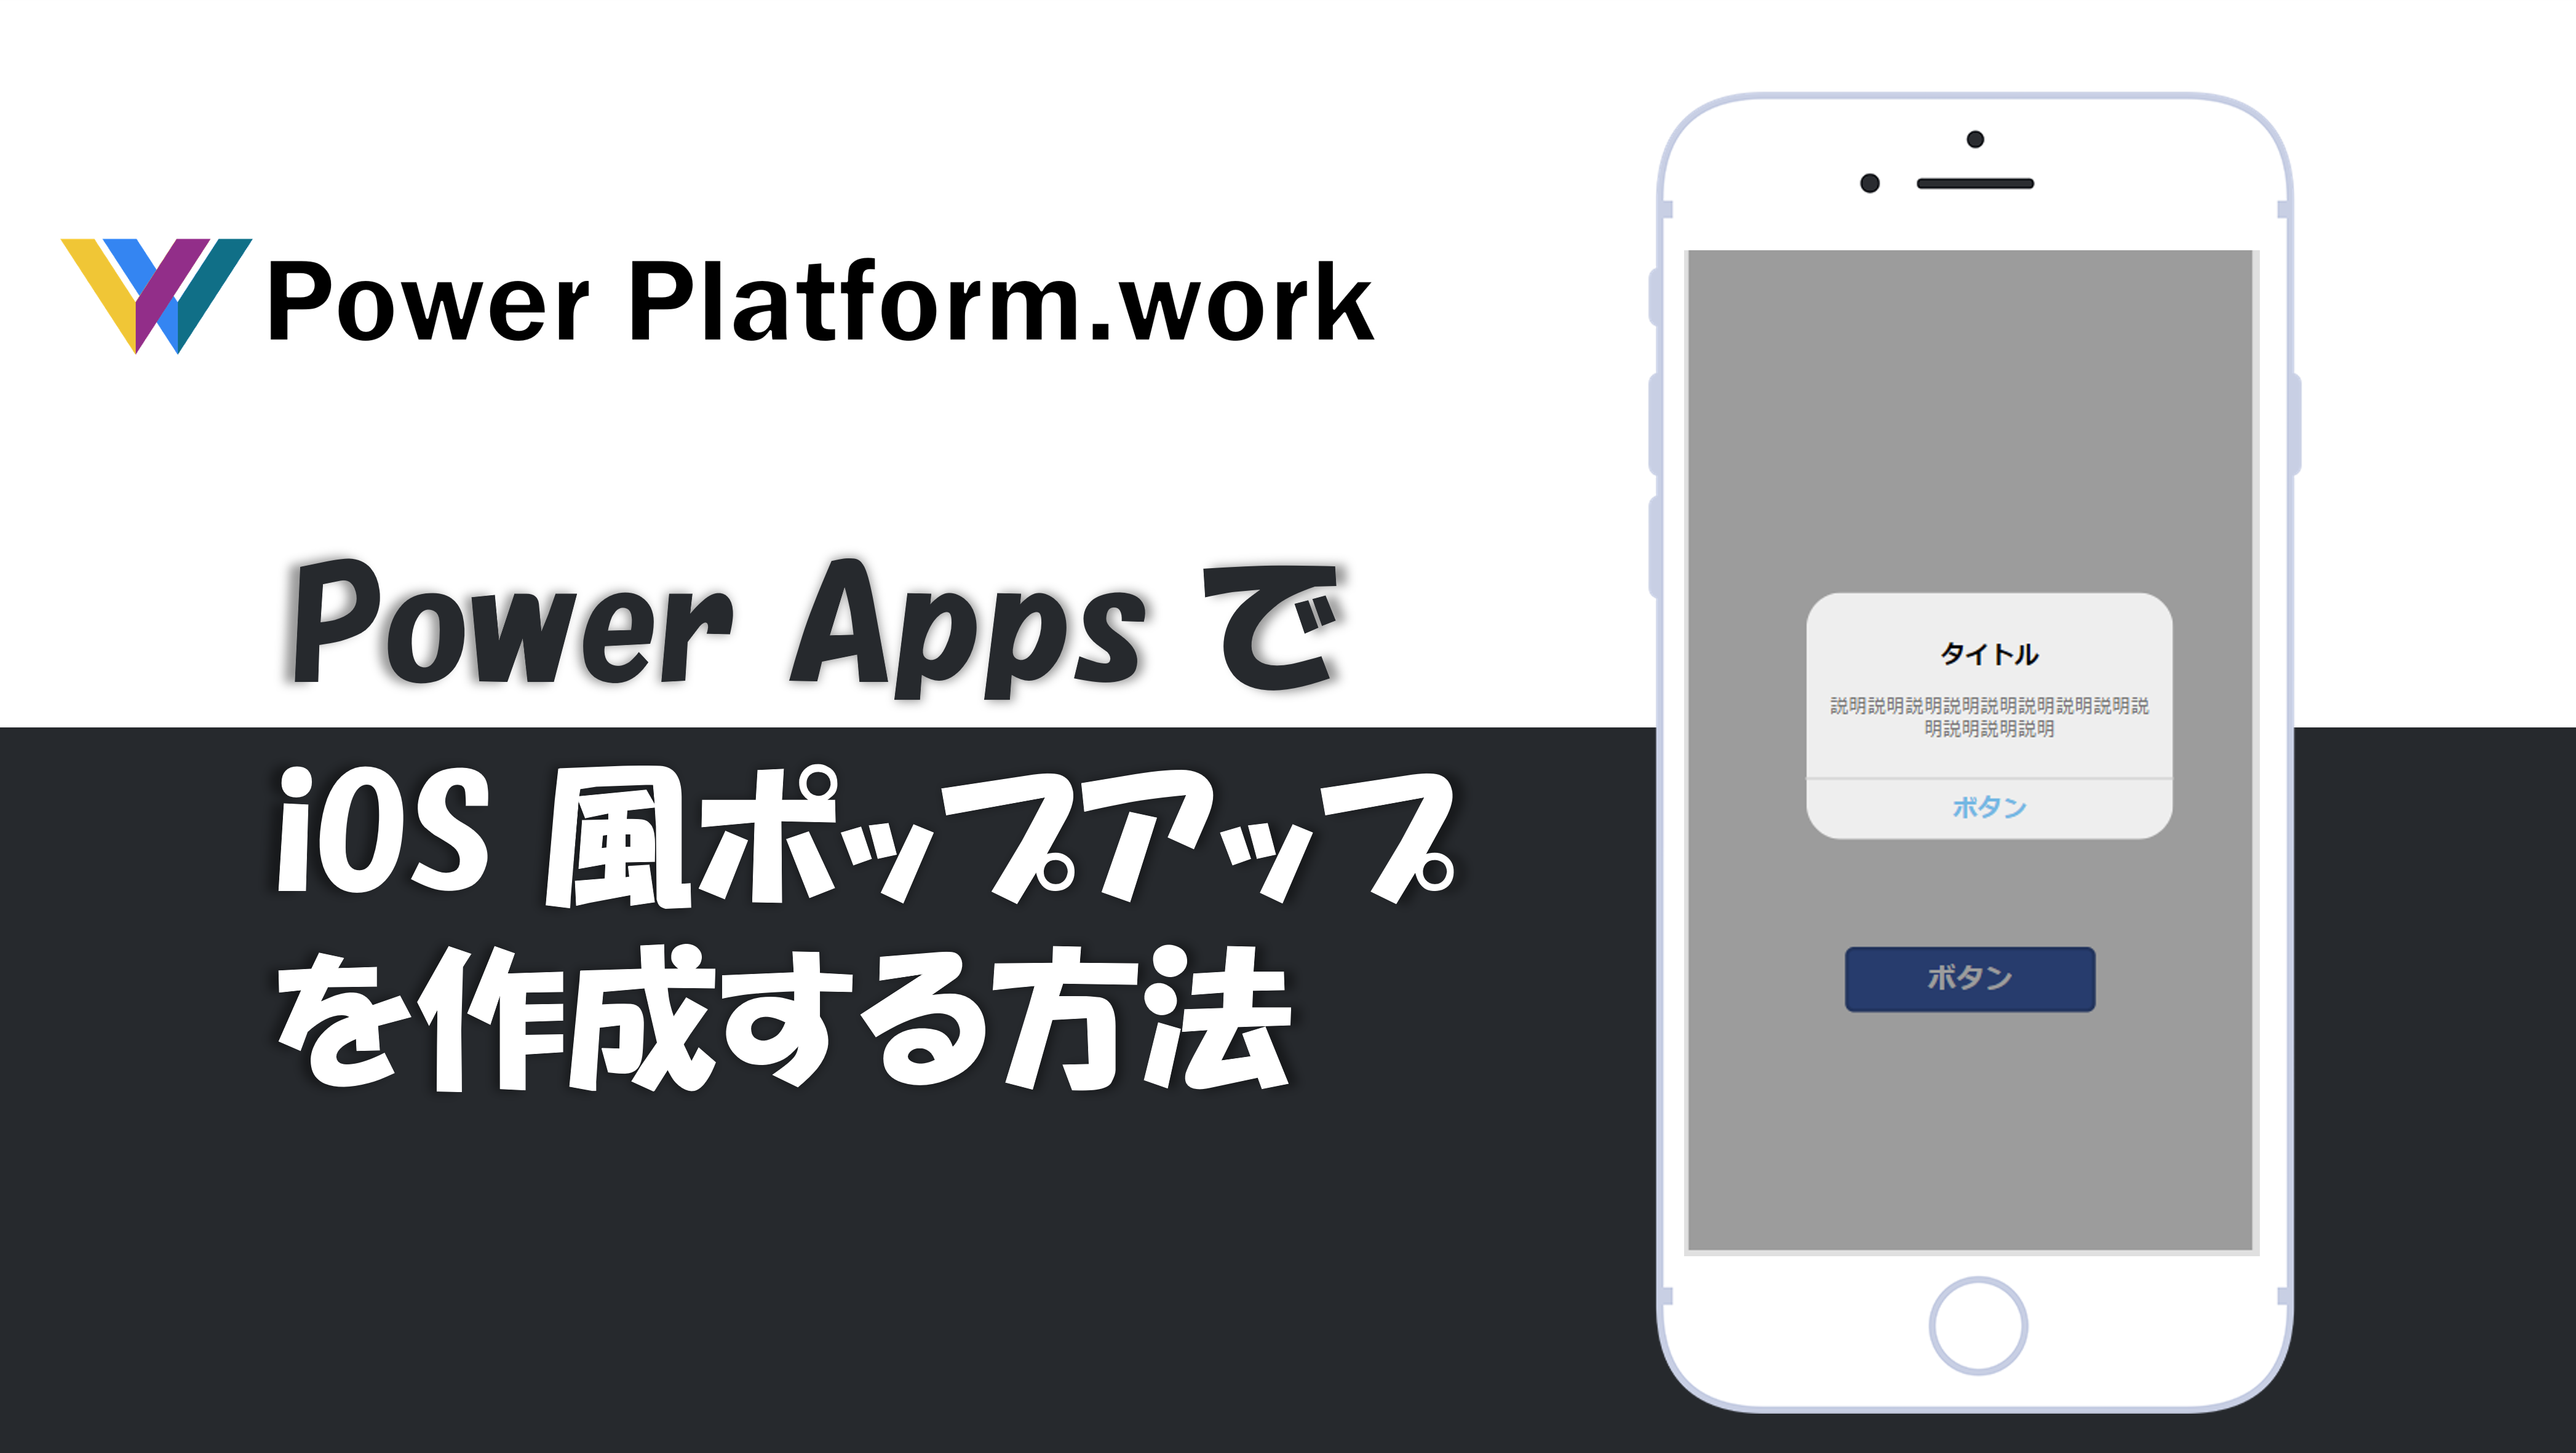 Power Platform.work
Power Apps で
iOS 風ポップアップ
を作成する方法
タイトル
説明説明説明説明説明説明説明説明説
明説明説明説明
ボタン
ボタン